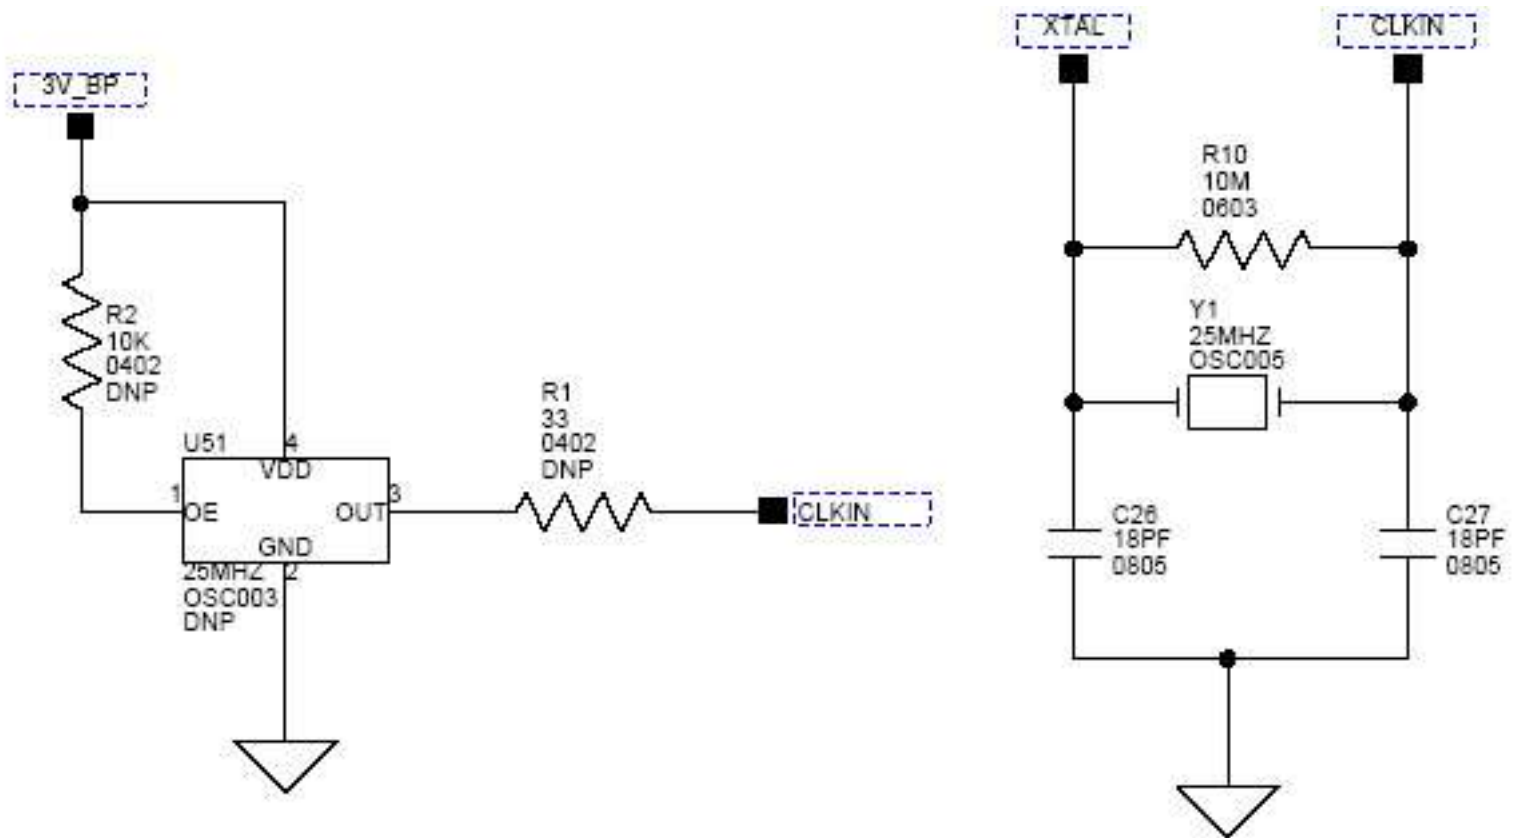 3V_BP
R2
10K
0402
DNP
U51
4
VDD
1
OE
OUT
3
GND
25MHZ
2
OSC003
DNP
R1
33
0402
DNP
CLKIN
XTAL
CLKIN
R10
10M
0603
Y1
25MHZ
OSC005
C26
18PF
0805
C27
18PF
0805